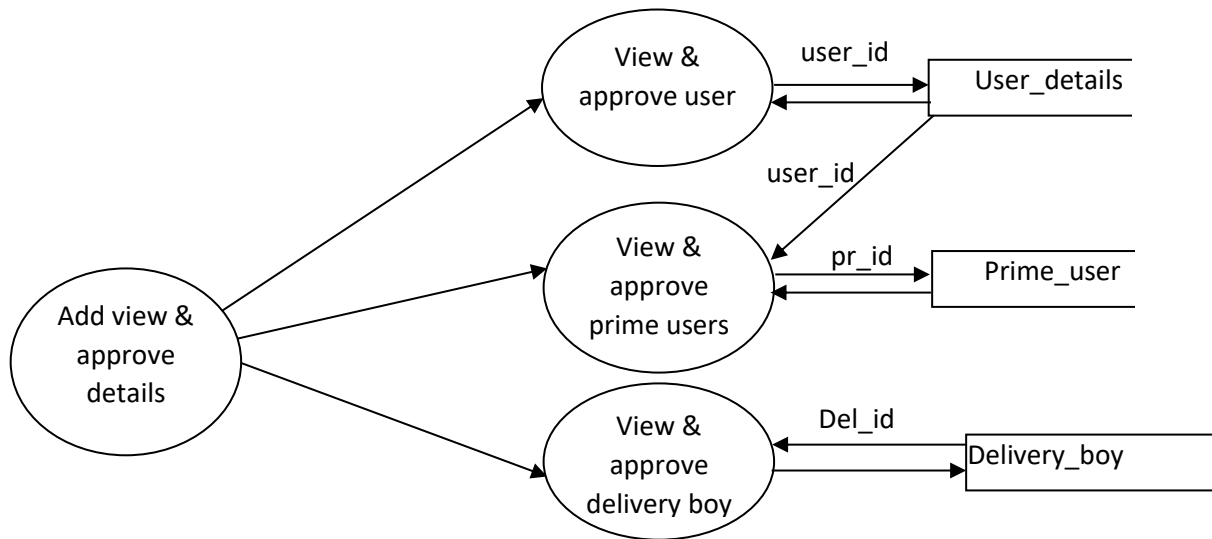 View &
approve user
user_id
User_details
user_id
View &
approve
prime users
pr_id
Prime_user
Add view &
approve
details
View &
approve
delivery boy
Del_id
Delivery_boy